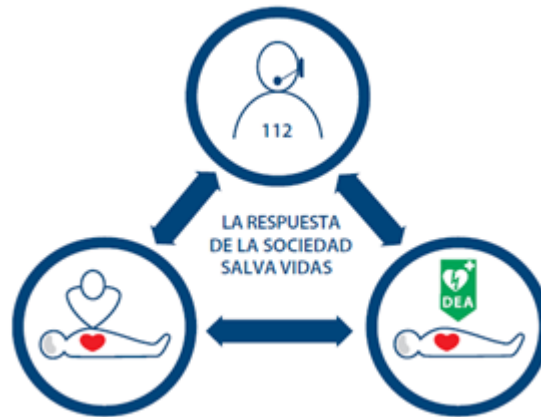 112
LA RESPUESTA
DE LA SOCIEDAD
SALVA VIDAS
DEA